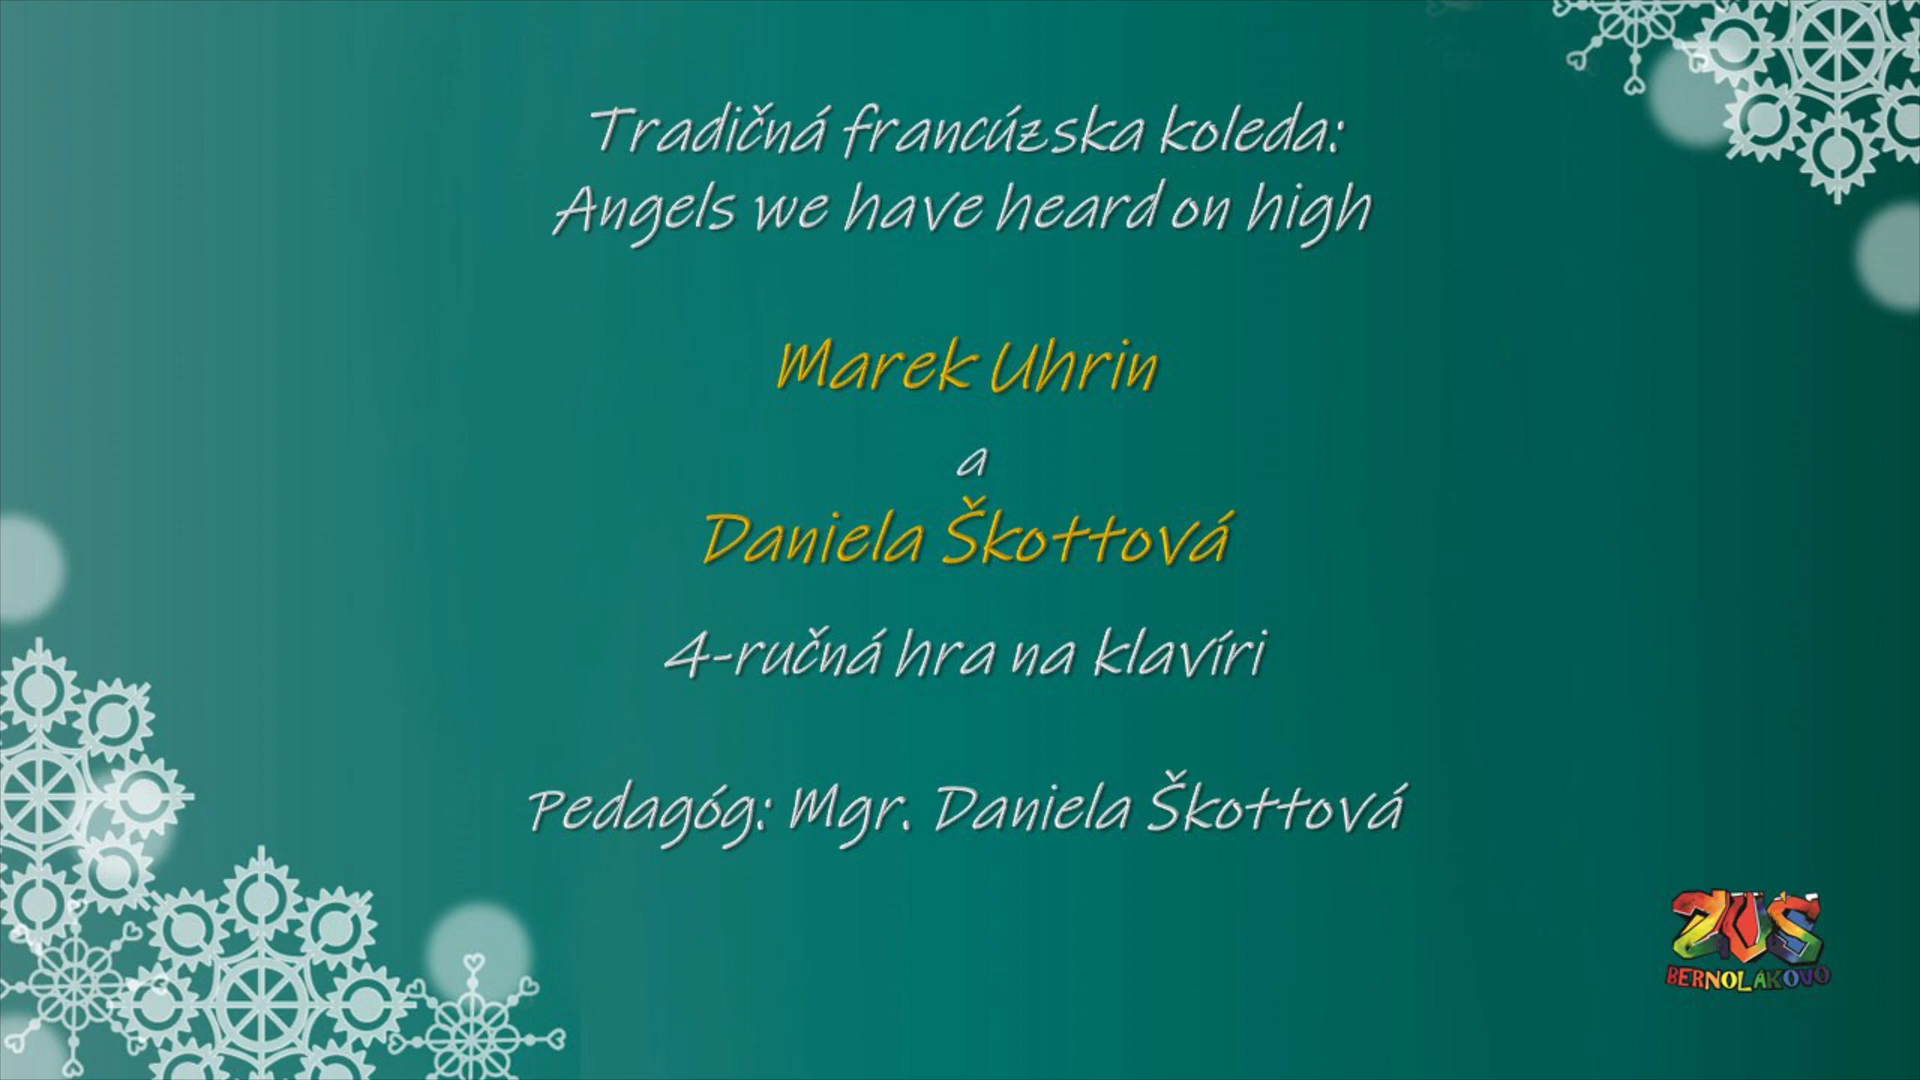 Tradičná francúzska koleda:
Angels we have heard on high
Marek Uhrin
a
Daniela Škottová
4-ručná hra na klavíri
Pedagóg: Mgr. Daniela Škottová
ZUŠ
BERNOLÁKOVO